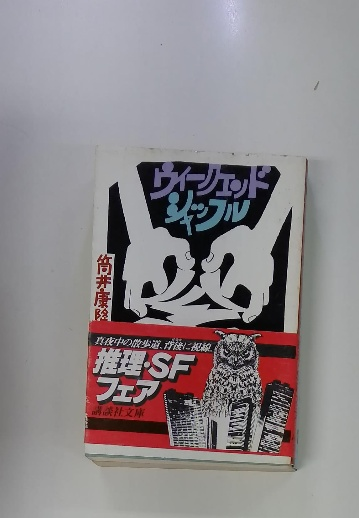 ウィークエンド
シャッフル
筒井康隆
真夜中の散歩道、背後に視線。
推理・SF
フェア
講談社文庫